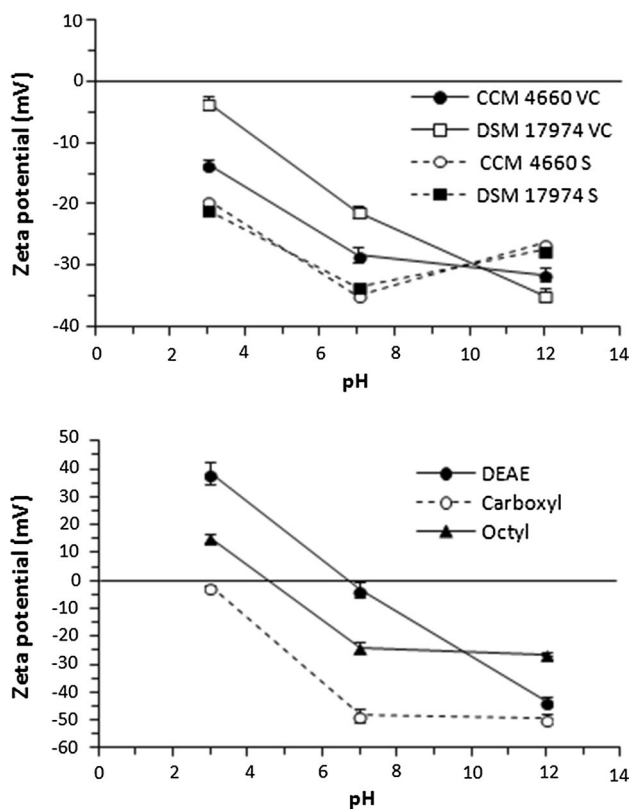 10
0
-10
-20
-30
-40
Zeta potential (mV)
CCM 4660 VC
DSM 17974 VC
CCM 4660 S
DSM 17974 S
0 2 4 6 8 10 12 14
pH
50
40
30
20
10
0
-10
-20
-30
-40
-50
-60
Zeta potential (mV)
DEAE
Carboxyl
Octyl
0 2 4 6 8 10 12 14
pH